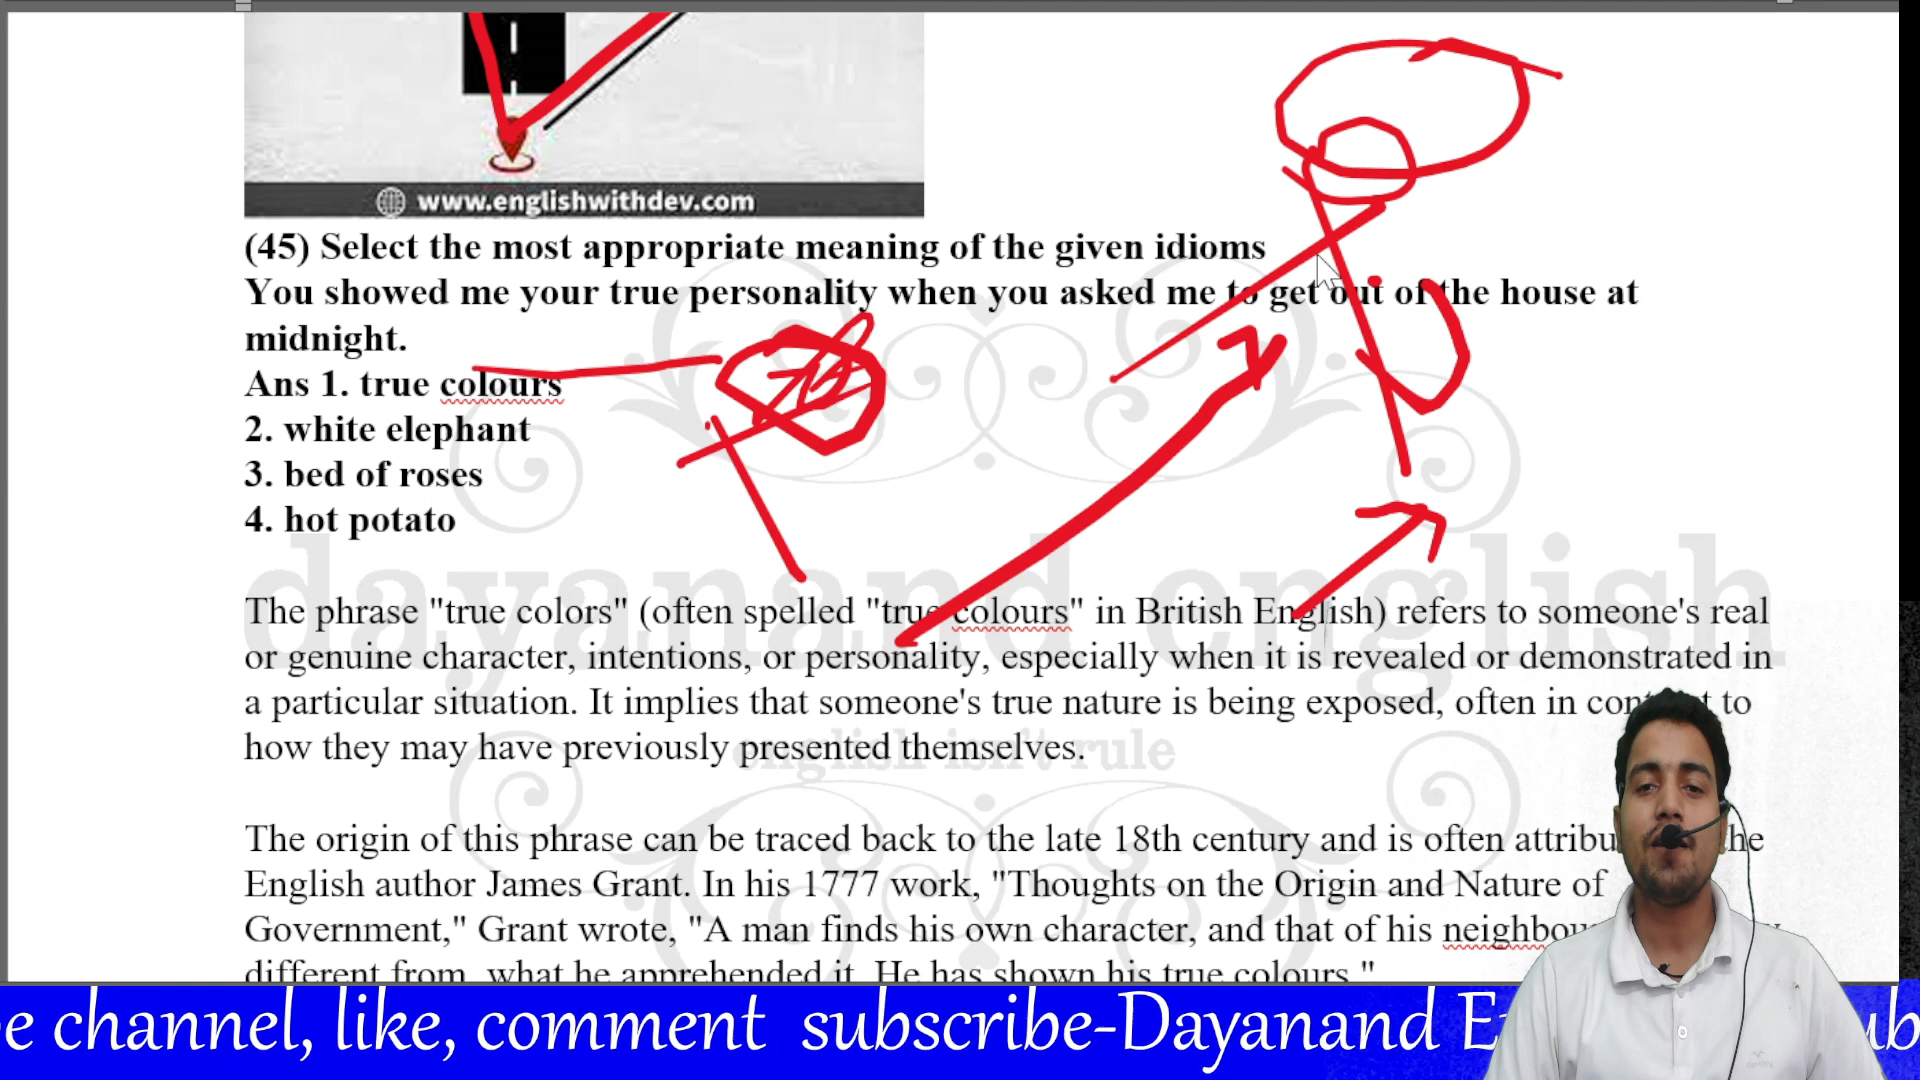 www.englishwithdev.com
(45) Select the most appropriate meaning of the given idioms
You showed me your true personality when you asked me to get out of the house at
midnight.
Ans 1. true colours
2. white elephant
3. bed of roses
4. hot potato
dayanand english
The phrase "true colors" (often spelled "true colours" in British English) refers to someone's real
or genuine character, intentions, or personality, especially when it is revealed or demonstrated in
a particular situation. It implies that someone's true nature is being exposed, often in to
how they may have previously presented themselves.
english isn't rule
The origin of this phrase can be traced back to the late 18th century and is often he
English author James Grant. In his 1777 work, "Thoughts on the Origin and Nature of
Government," Grant wrote, "A man finds his own character, and that of his
different from, what he apprehended it. He has shown his true colours."
e channel, like, comment subscribe-Dayanand E ub